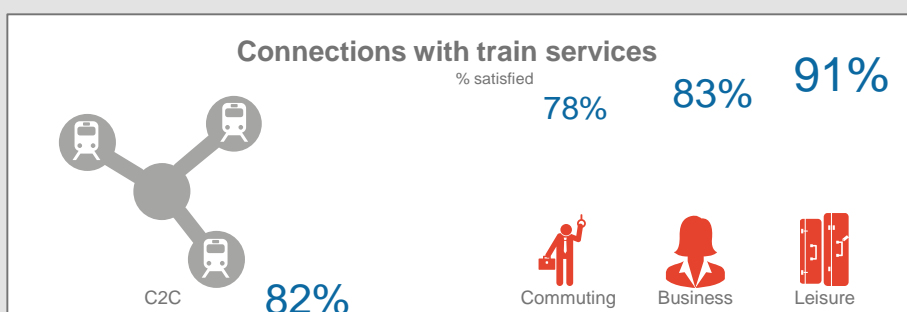 Connections with train services
% satisfied
78%
83%
91%
C2C
82%
Commuting
Business
Leisure